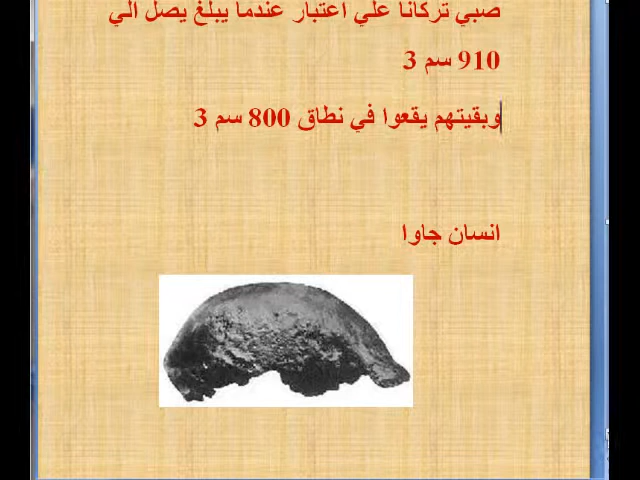 صبي تركانا علي اعتبار عندما يبلغ يصل الي
910 سم 3
وبقيتهم يقعوا في نطاق 800 سم 3
انسان جاوا